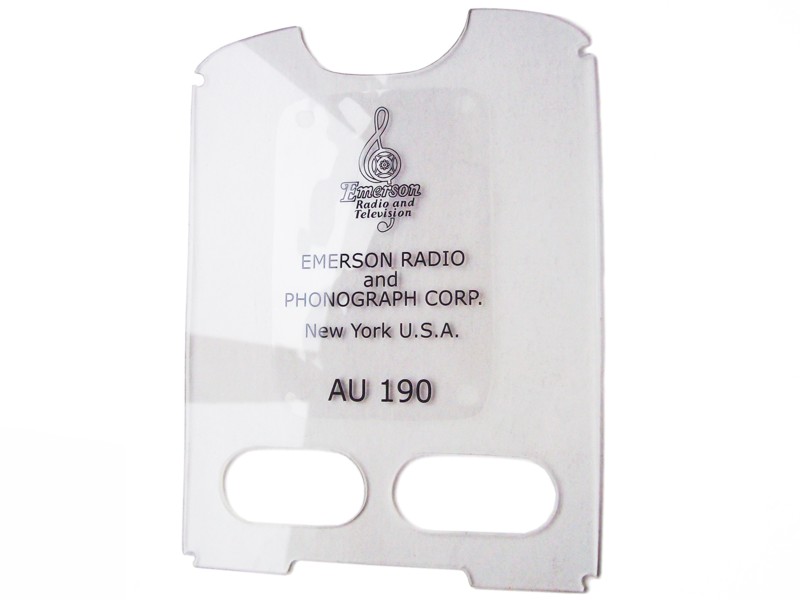 Emerson
Radio and
Television
EMERSON RADIO
and
PHONOGRAPH CORP.
New York U.S.A.
AU 190